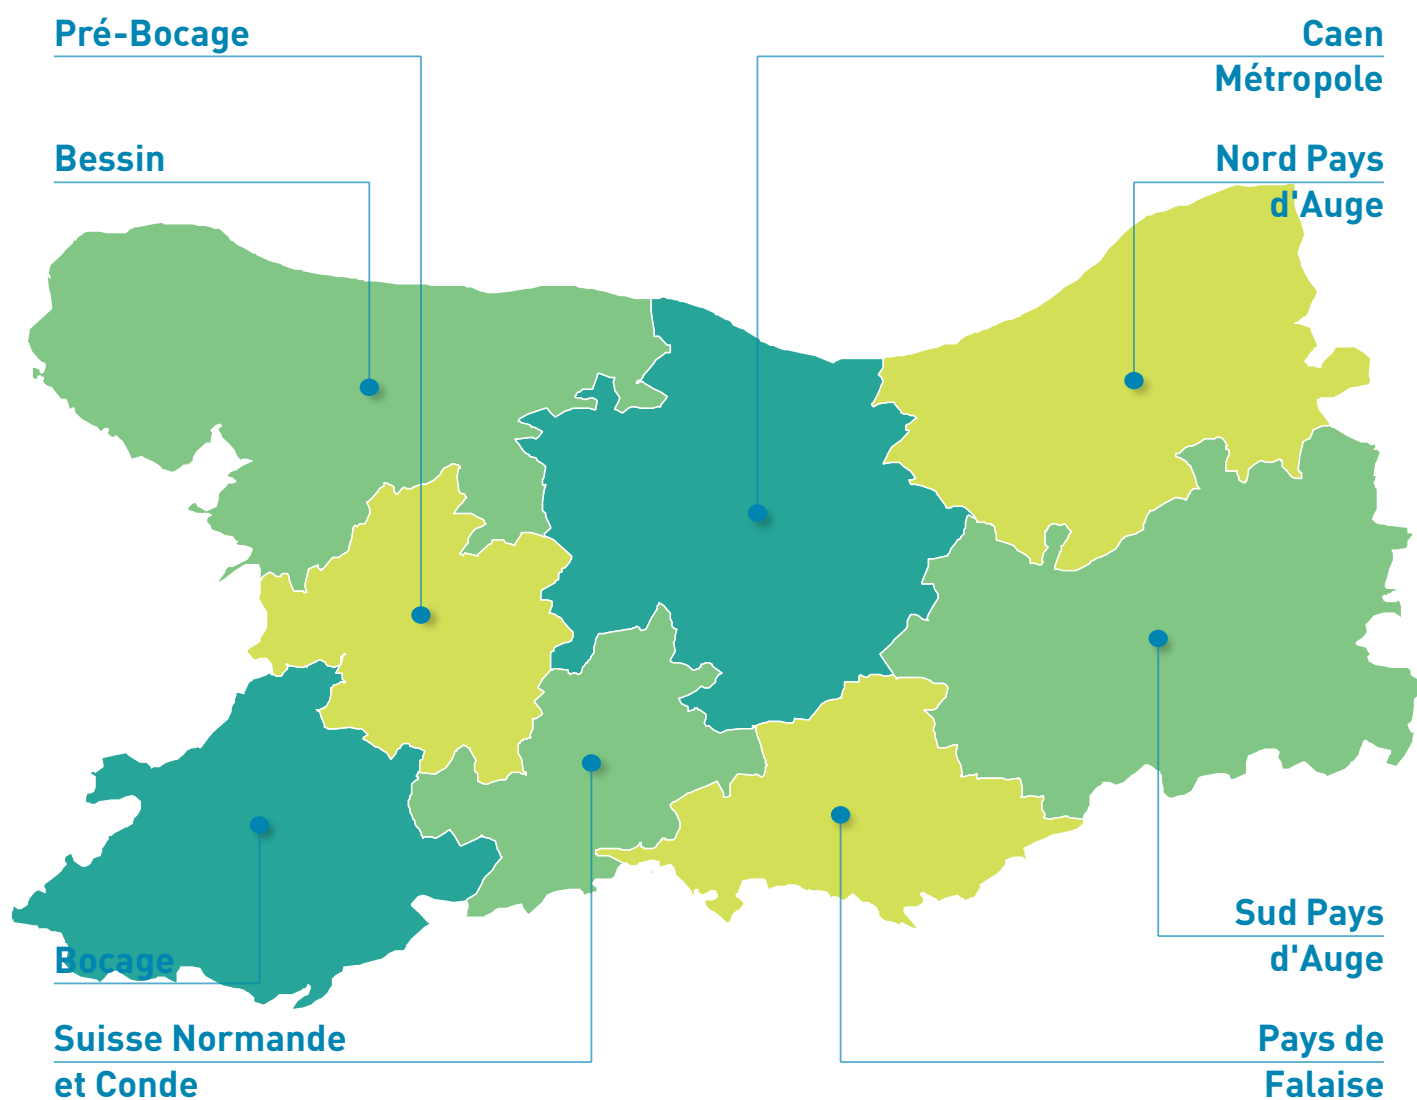 Pré-Bocage
Caen
Métropole
Bessin
Nord Pays
d'Auge
Sud Pays
d'Auge
Bocage
Suisse Normande
et Conde
Pays de
Falaise